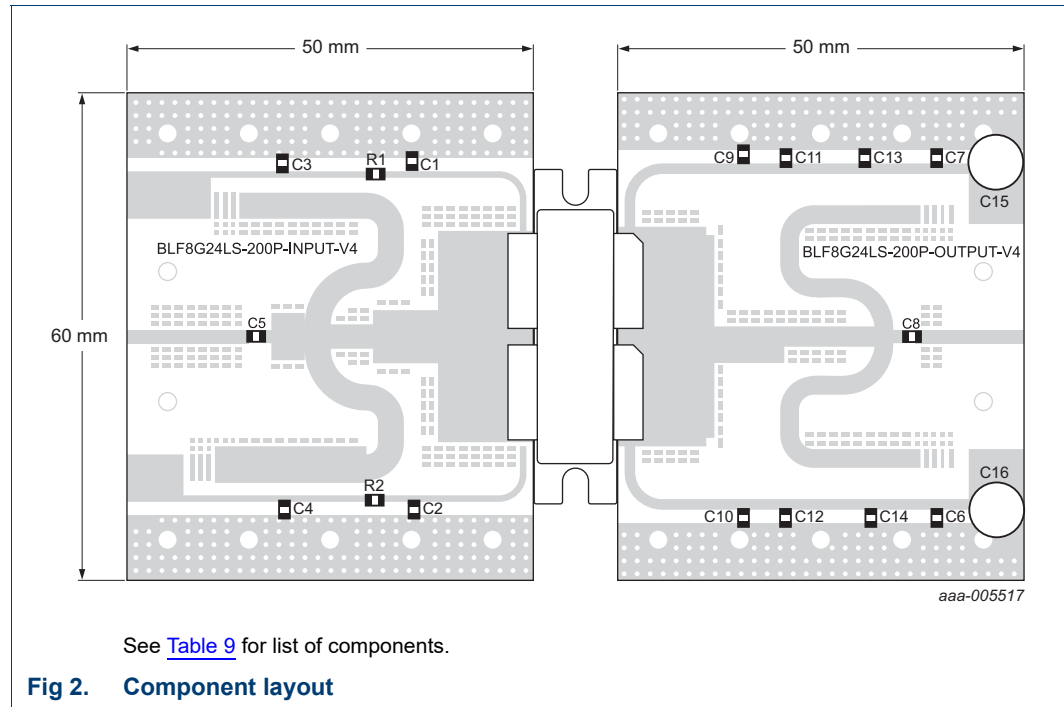 50 mm
50 mm
60 mm
C3
R1
C1
C9
C11
C13
C7
C15
BLF8G24LS-200P-INPUT-V4
BLF8G24LS-200P-OUTPUT-V4
C5
C8
C4
R2
C2
C10
C12
C14
C6
C16
aaa-005517
See Table 9 for list of components.
Fig 2. Component layout